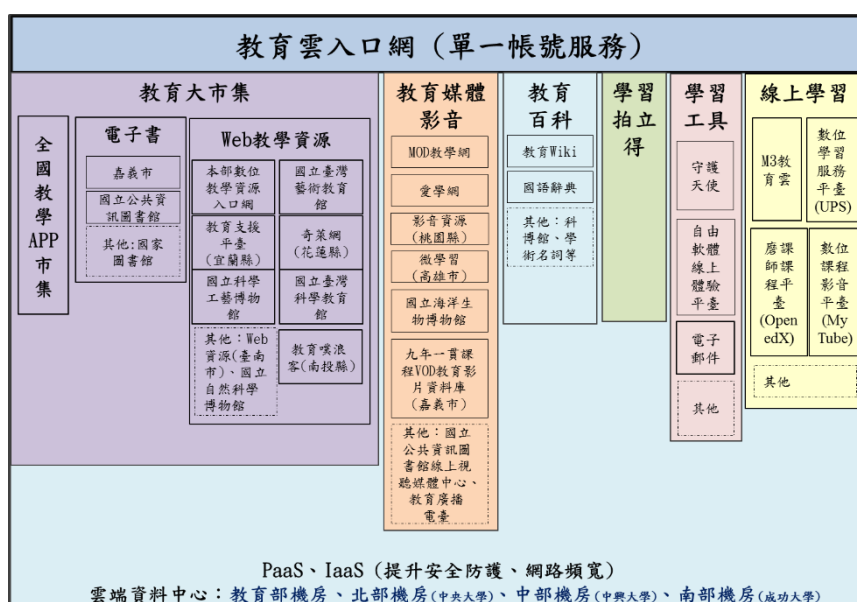 教育雲入口網（單一帳號服務）
教育大市集
全
國
教
學
APP
市
集
電子書
嘉義市
國立公共資
訊圖書館
其他:國家
圖書館
Web教學資源
本部數位
教學資源
入口網
國立臺灣
藝術教育
館
教育支援
平臺
(宜蘭縣)
奇萊網
(花蓮縣)
國立科學
工藝博物
館
國立臺灣
科學教育
館
其他：Web
資源(臺南
市)、國立
自然科學
博物館
教育噗浪
客(南投縣)
教育媒體
影音
MOD教學網
愛學網
影音資源
(桃園縣)
微學習
(高雄市)
國立海洋生
物博物館
九年一貫課
程VOD教育影
片資料庫
(嘉義市)
其他：國立
公共資訊圖
書館線上視
聽媒體中心、
教育廣播
電臺
教育
百科
教育Wiki
國語辭典
其他：科
博館、學
術名詞等
學習
拍立
得
學習
工具
守護
天使
自由
軟體
線上
體驗
平臺
電子
郵件
其他
線上學習
M3教
育雲
數位
學習
服務
平臺
(UPS)
磨課
師課
程平
臺
(Open
edX)
數位
課程
影音
平臺
(My
Tube)
其他
PaaS、IaaS (提升安全防護、網路頻寬)
雲端資料中心：教育部機房、北部機房(中央大學)、中部機房(中興大學)、南部機房(成功大學)